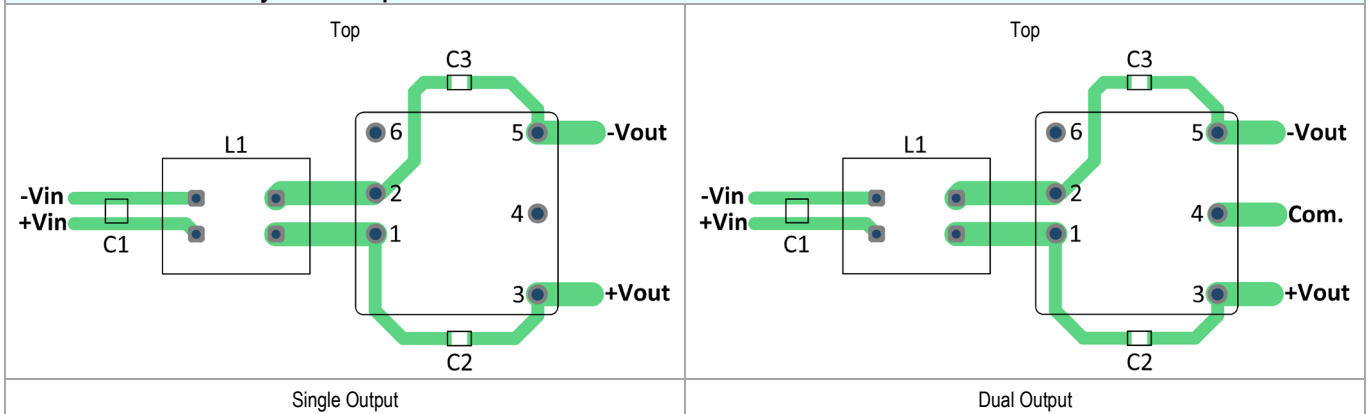 Top
C3
6
5
-Vout
L1
-Vin
2
+Vin
4
C1
1
3
+Vout
C2
Single Output
Top
C3
6
5
-Vout
L1
-Vin
2
+Vin
4
Com.
C1
1
3
+Vout
C2
Dual Output